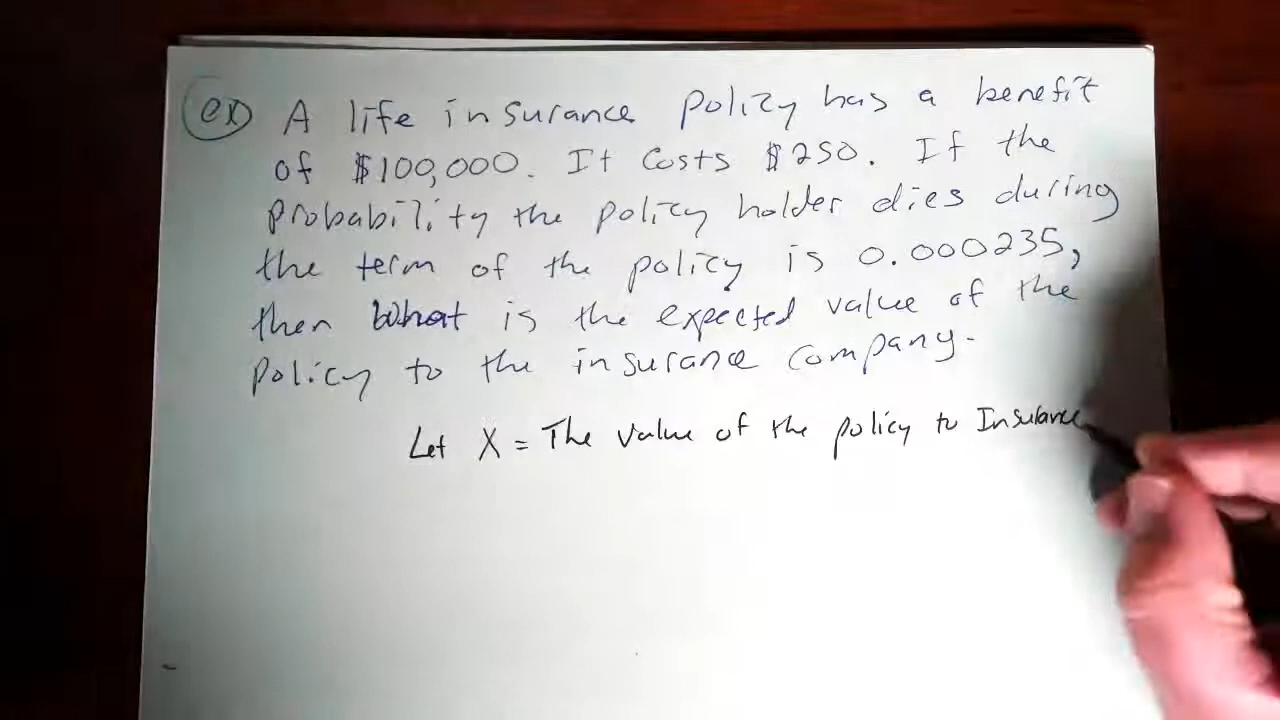 ex) A life insurance policy has a benefit
of $100,000. It costs $250. If the
probability the policy holder dies during
the term of the policy is 0.000235,
then what is the expected value of the
policy to the insurance company.
Let X = The value of the policy to Insurance